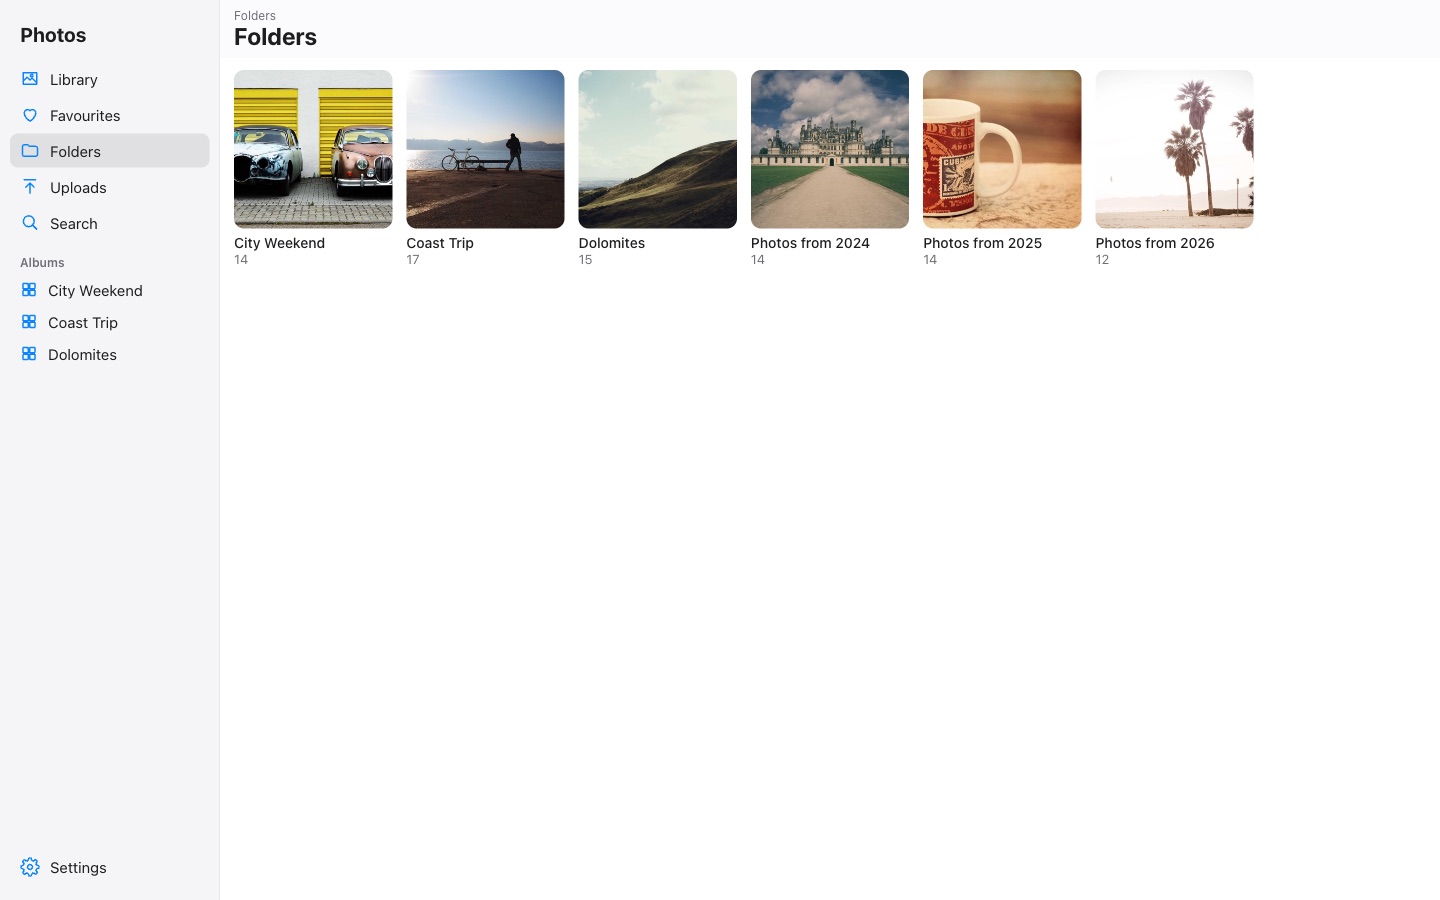 Photos
Library
Favourites
Folders
Uploads
Search
Albums
City Weekend
Coast Trip
Dolomites
Settings
Folders
Folders
City Weekend
14
Coast Trip
17
Dolomites
15
Photos from 2024
14
Photos from 2025
14
Photos from 2026
12